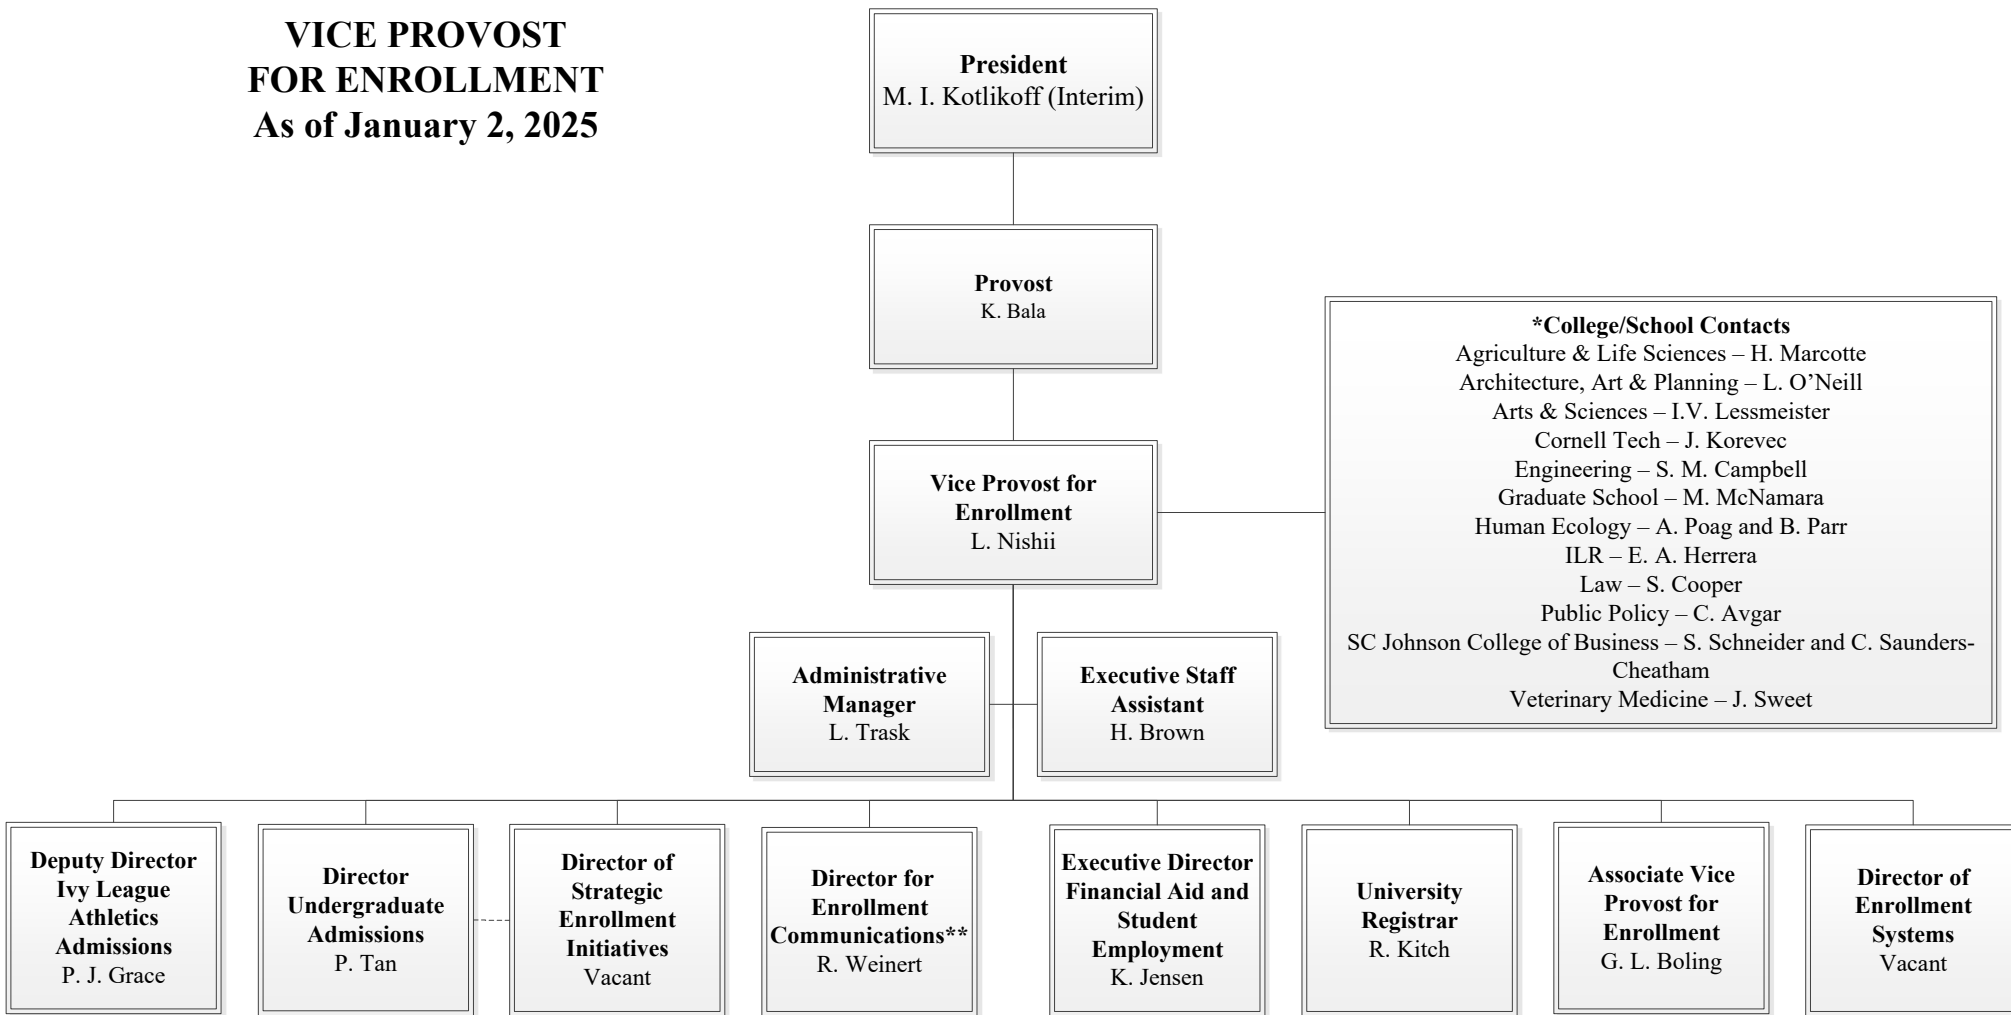 VICE PROVOST
FOR ENROLLMENT
As of January 2, 2025
President
M. I. Kotlikoff (Interim)
Provost
K. Bala
Vice Provost for
Enrollment
L. Nishii
*College/School Contacts
Agriculture & Life Sciences – H. Marcotte
Architecture, Art & Planning – L. O’Neill
Arts & Sciences – I.V. Lessmeister
Cornell Tech – J. Korevec
Engineering – S. M. Campbell
Graduate School – M. McNamara
Human Ecology – A. Poag and B. Parr
ILR – E. A. Herrera
Law – S. Cooper
Public Policy – C. Avgar
SC Johnson College of Business – S. Schneider and C. Saunders-
Cheatham
Veterinary Medicine – J. Sweet
Administrative
Manager
L. Trask
Executive Staff
Assistant
H. Brown
Deputy Director
Ivy League
Athletics
Admissions
P. J. Grace
Director
Undergraduate
Admissions
P. Tan
Director of
Strategic
Enrollment
Initiatives
Vacant
Director for
Enrollment
Communications**
R. Weinert
Executive Director
Financial Aid and
Student
Employment
K. Jensen
University
Registrar
R. Kitch
Associate Vice
Provost for
Enrollment
G. L. Boling
Director of
Enrollment
Systems
Vacant